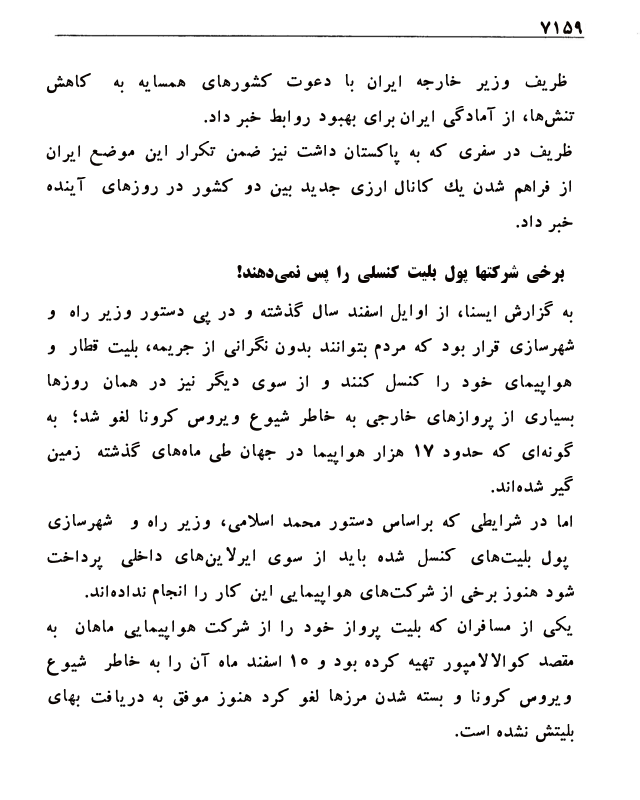 ۷۱۵۹
ظریف وزیر خارجه ایران با دعوت کشورهای همسایه به کاهش
تنش‌ها، از آمادگی ایران برای بهبود روابط خبر داد.
ظریف در سفری که به پاکستان داشت نیز ضمن تکرار این موضع ایران
از فراهم شدن یك کانال ارزی جدید بین دو کشور در روزهای آینده
خبر داد.
برخی شرکتها پول بلیت کنسلی را پس نمی‌دهند!
به گزارش ایسنا، از اوایل اسفند سال گذشته و در پی دستور وزیر راه و
شهرسازی قرار بود که مردم بتوانند بدون نگرانی از جریمه، بلیت قطار و
هواپیمای خود را کنسل کنند و از سوی دیگر نیز در همان روزها
بسیاری از پروازهای خارجی به خاطر شیوع ویروس کرونا لغو شد؛ به
گونه‌ای که حدود ۱۷ هزار هواپیما در جهان طی ماه‌های گذشته زمین
گیر شده‌اند.
اما در شرایطی که براساس دستور محمد اسلامی، وزیر راه و شهرسازی
پول بلیت‌های کنسل شده باید از سوی ایرلاین‌های داخلی پرداخت
شود هنوز برخی از شرکت‌های هواپیمایی این کار را انجام نداده‌اند.
یکی از مسافران که بلیت پرواز خود را از شرکت هواپیمایی ماهان به
مقصد کوالالامپور تهیه کرده بود و ۱۰ اسفند ماه آن را به خاطر شیوع
ویروس کرونا و بسته شدن مرزها لغو کرد هنوز موفق به دریافت بهای
بلیتش نشده است.